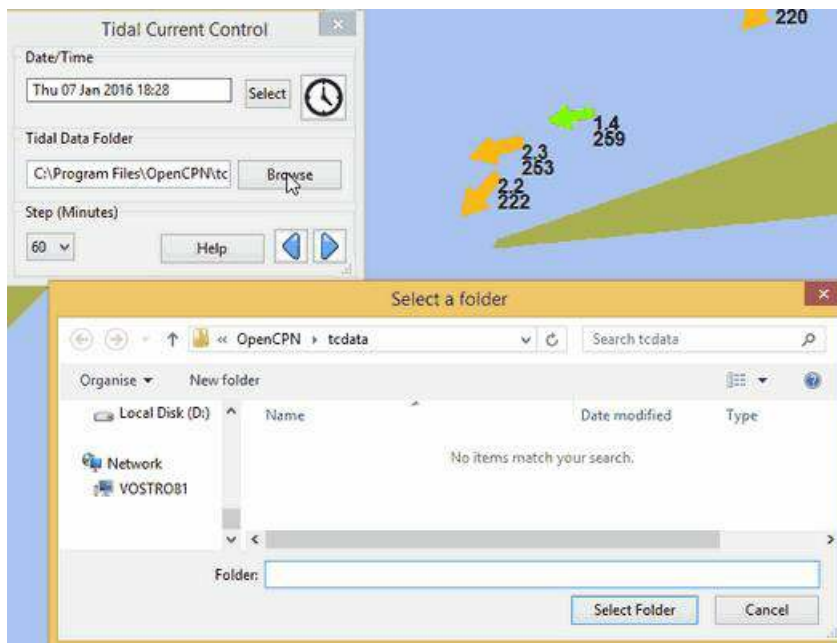 Tidal Current Control
Date/Time
Thu 07 Jan 2016 18:28
Select
Tidal Data Folder
C:\Program Files\OpenCPN\tc
Browse
Step (Minutes)
60
Help
220
1.4
259
2.3
253
2.2
222
Select a folder
« OpenCPN tcdata
Search tcdata
Organise
New folder
Local Disk (D:)
Network
VOSTRO81
Name
Date modified
Type
No items match your search.
Folder:
Select Folder
Cancel